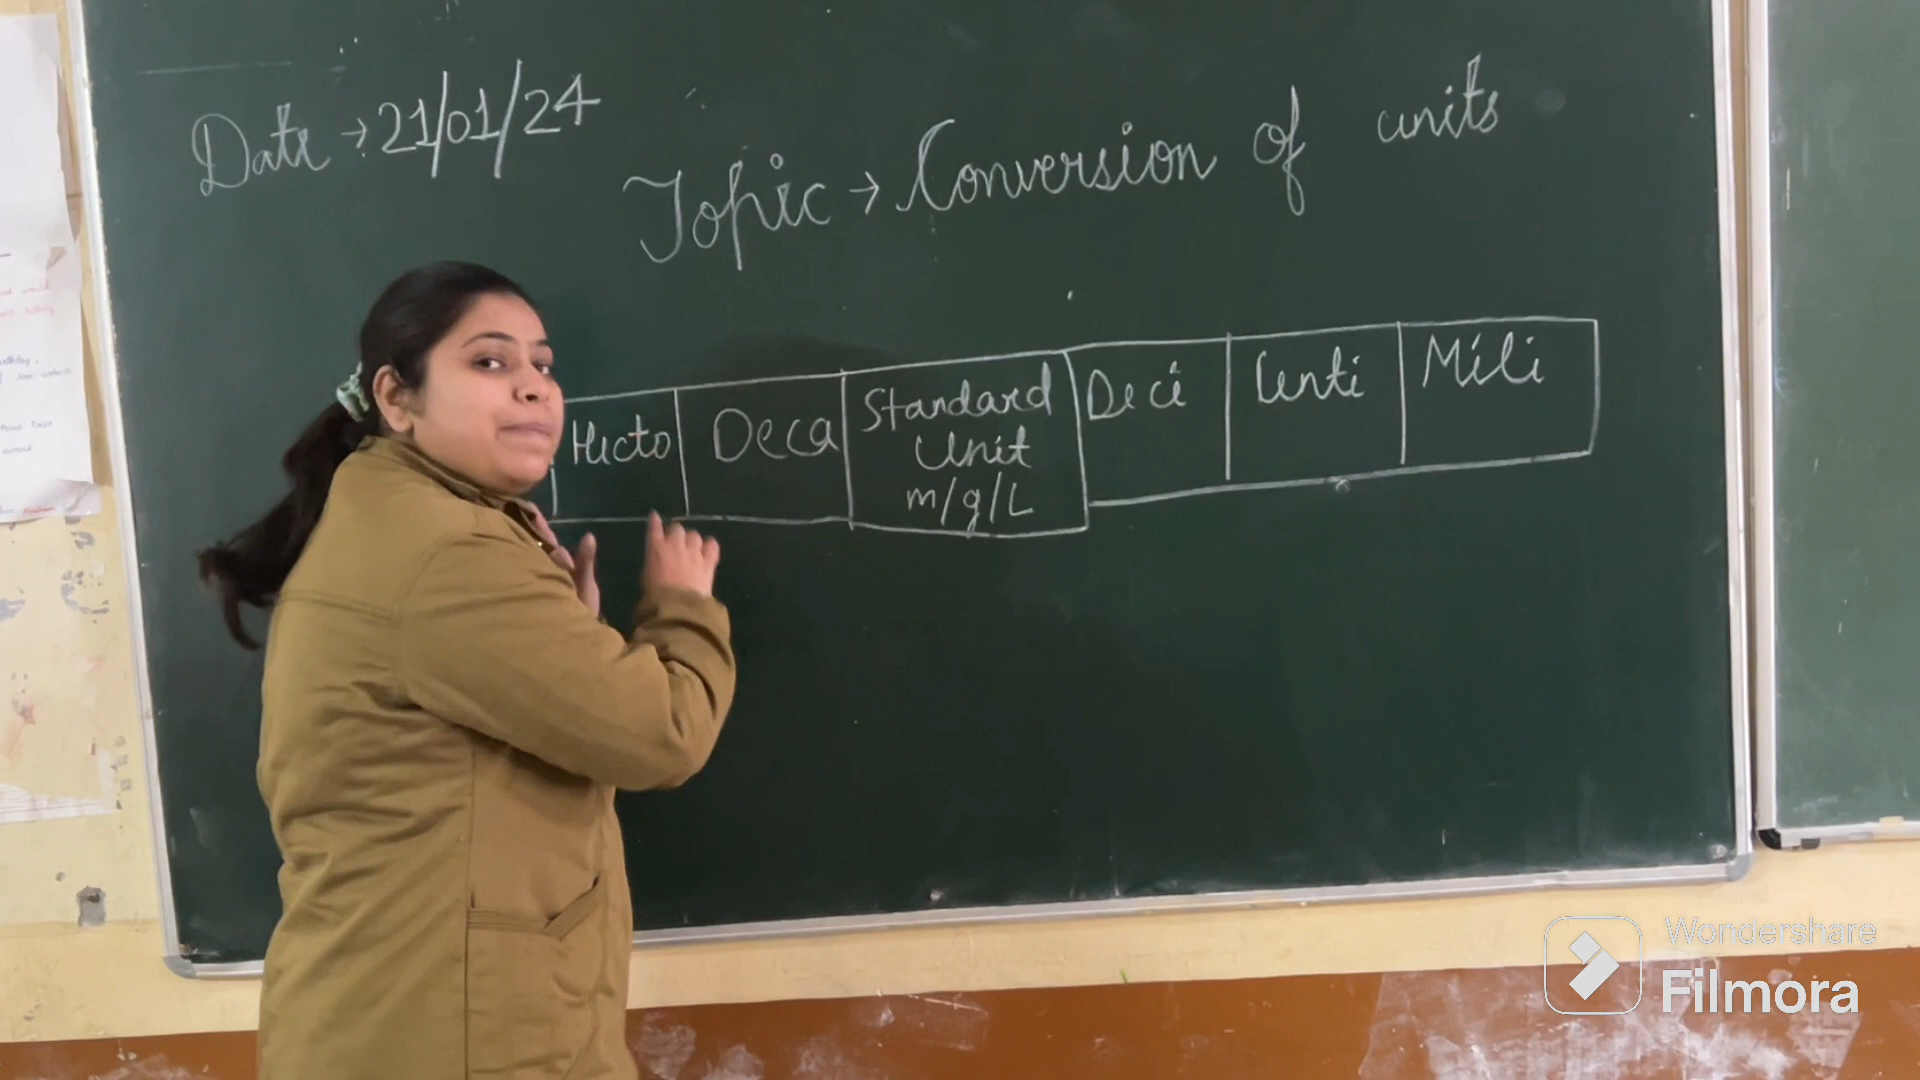 Date → 21/01/24
Topic → Conversion of units
Hecto
Deca
Standard
Unit
m/g/L
Deci
Centi
Mili
Wondershare
Filmora